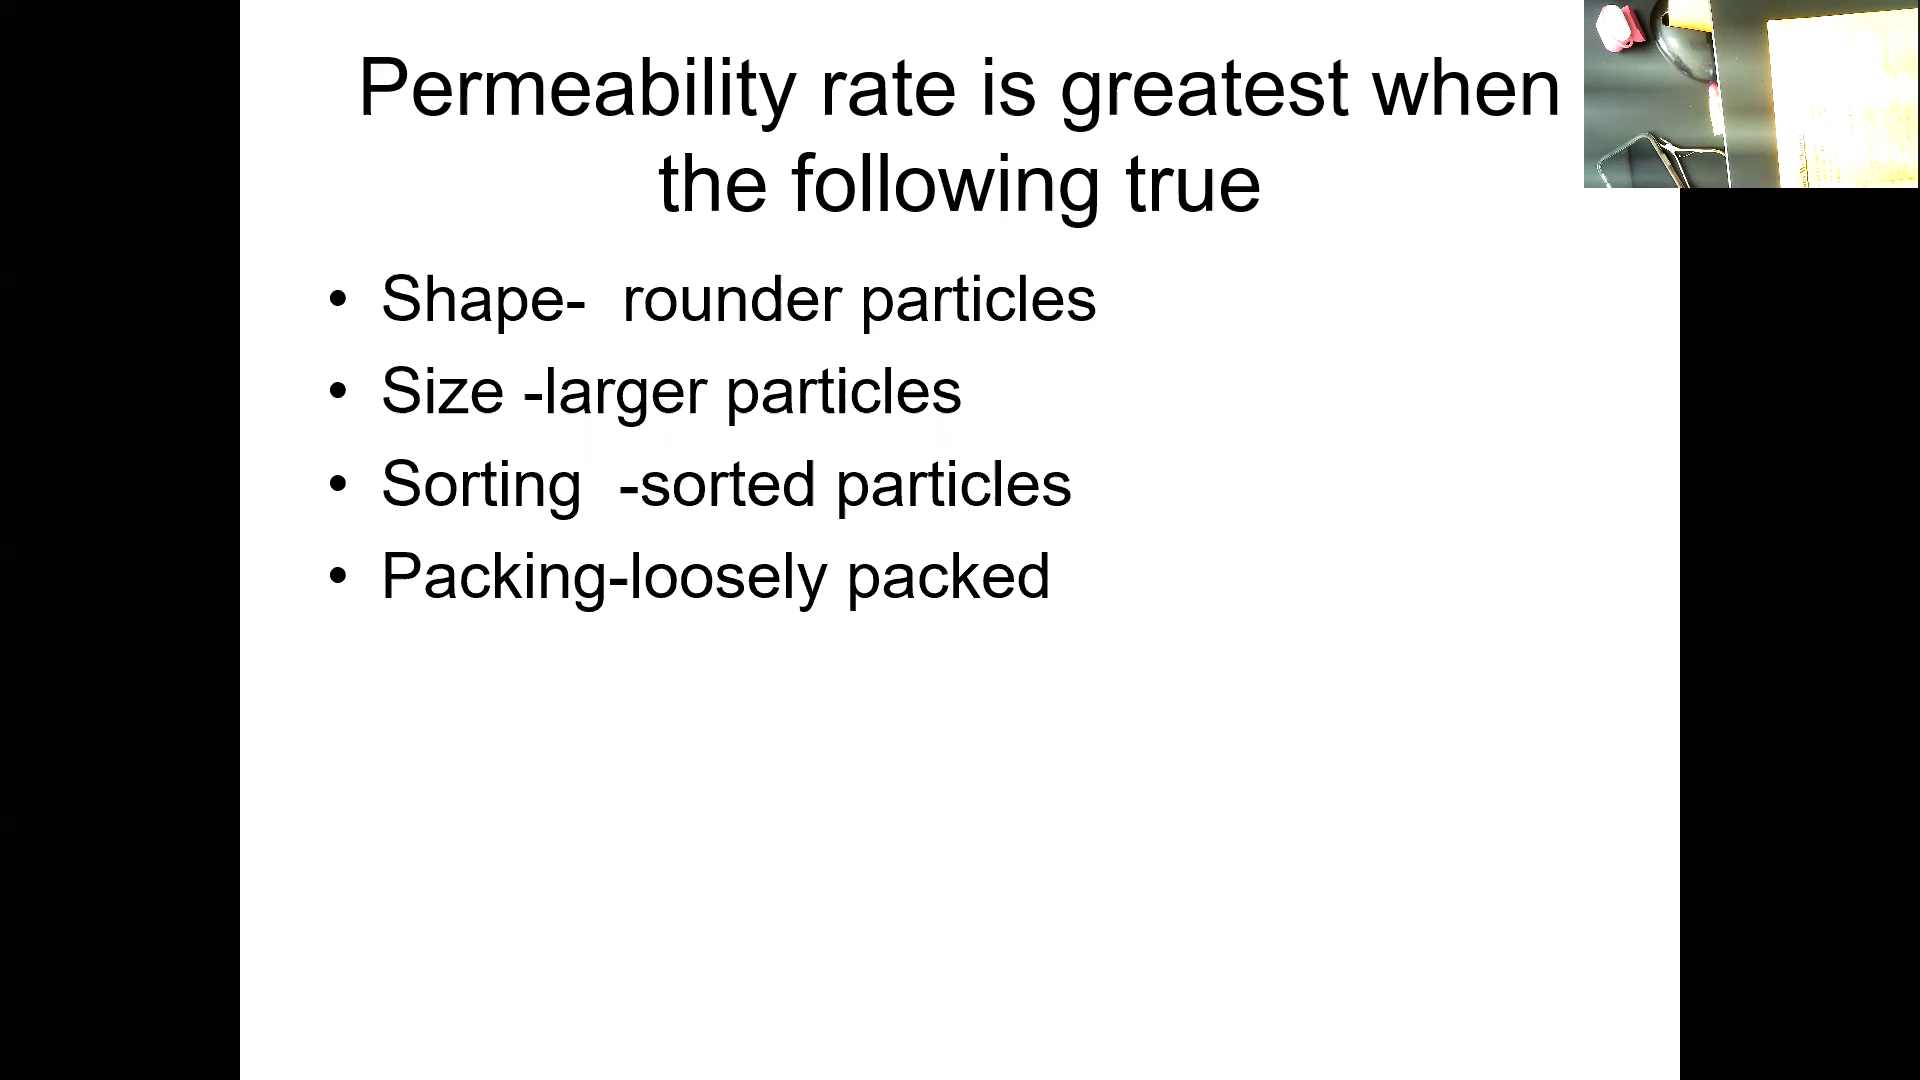 Permeability rate is greatest when
the following true
• Shape-  rounder particles
• Size -larger particles
• Sorting  -sorted particles
• Packing-loosely packed